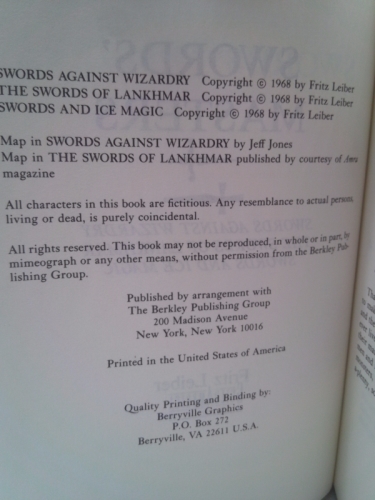 SWORDS AGAINST WIZARDRY Copyright © 1968 by Fritz Leiber
THE SWORDS OF LANKHMAR Copyright © 1968 by Fritz Leiber
SWORDS AND ICE MAGIC Copyright © 1968 by Fritz Leiber
Map in SWORDS AGAINST WIZARDRY by Jeff Jones
Map in THE SWORDS OF LANKHMAR published by courtesy of Amra
magazine
All characters in this book are fictitious. Any resemblance to actual persons,
living or dead, is purely coincidental.
All rights reserved. This book may not be reproduced, in whole or in part, by
mimeograph or any other means, without permission from the Berkley Pub-
lishing Group.
Published by arrangement with
The Berkley Publishing Group
200 Madison Avenue
New York, New York 10016
Printed in the United States of America
Quality Printing and Binding by:
Berryville Graphics
P.O. Box 272
Berryville, VA 22611 U.S.A.